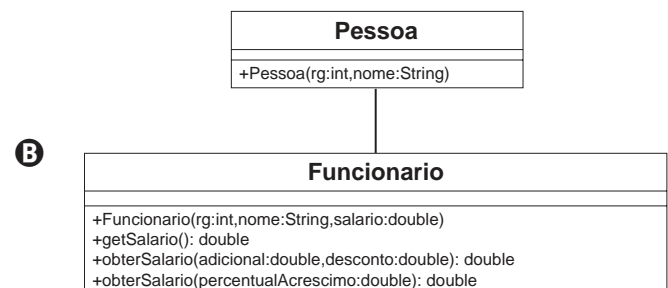 Pessoa
+Pessoa(rg:int,nome:String)
B
Funcionario
+Funcionario(rg:int,nome:String,salario:double)
+getSalario(): double
+obterSalario(adicional:double,desconto:double): double
+obterSalario(percentualAcrescimo:double): double